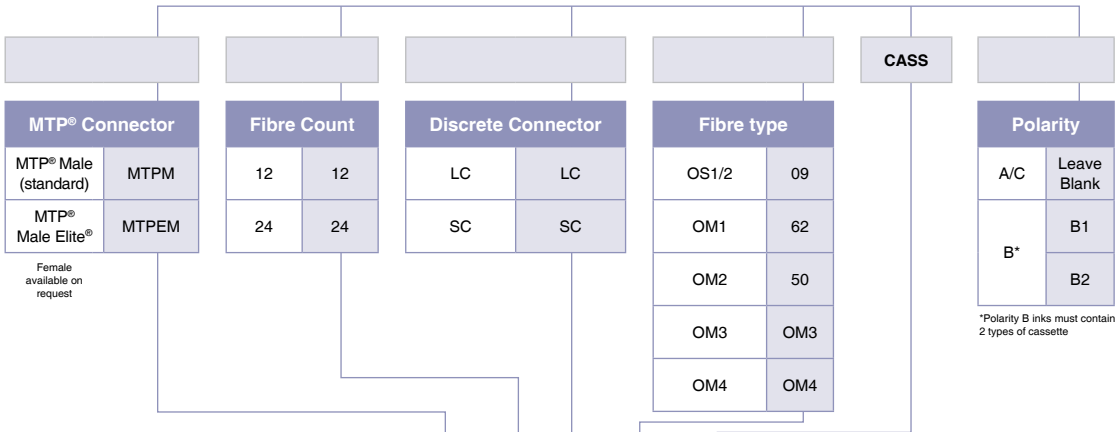 CASS
MTP® Connector
MTP® Male
(standard)
MTPM
MTP®
Male Elite®
MTPEM
Female
available on
request
Fibre Count
12
12
24
24
Discrete Connector
LC
LC
SC
SC
Fibre type
OS1/2
09
OM1
62
OM2
50
OM3
OM3
OM4
OM4
Polarity
A/C
Leave
Blank
B*
B1
B2
*Polarity B inks must contain
2 types of cassette